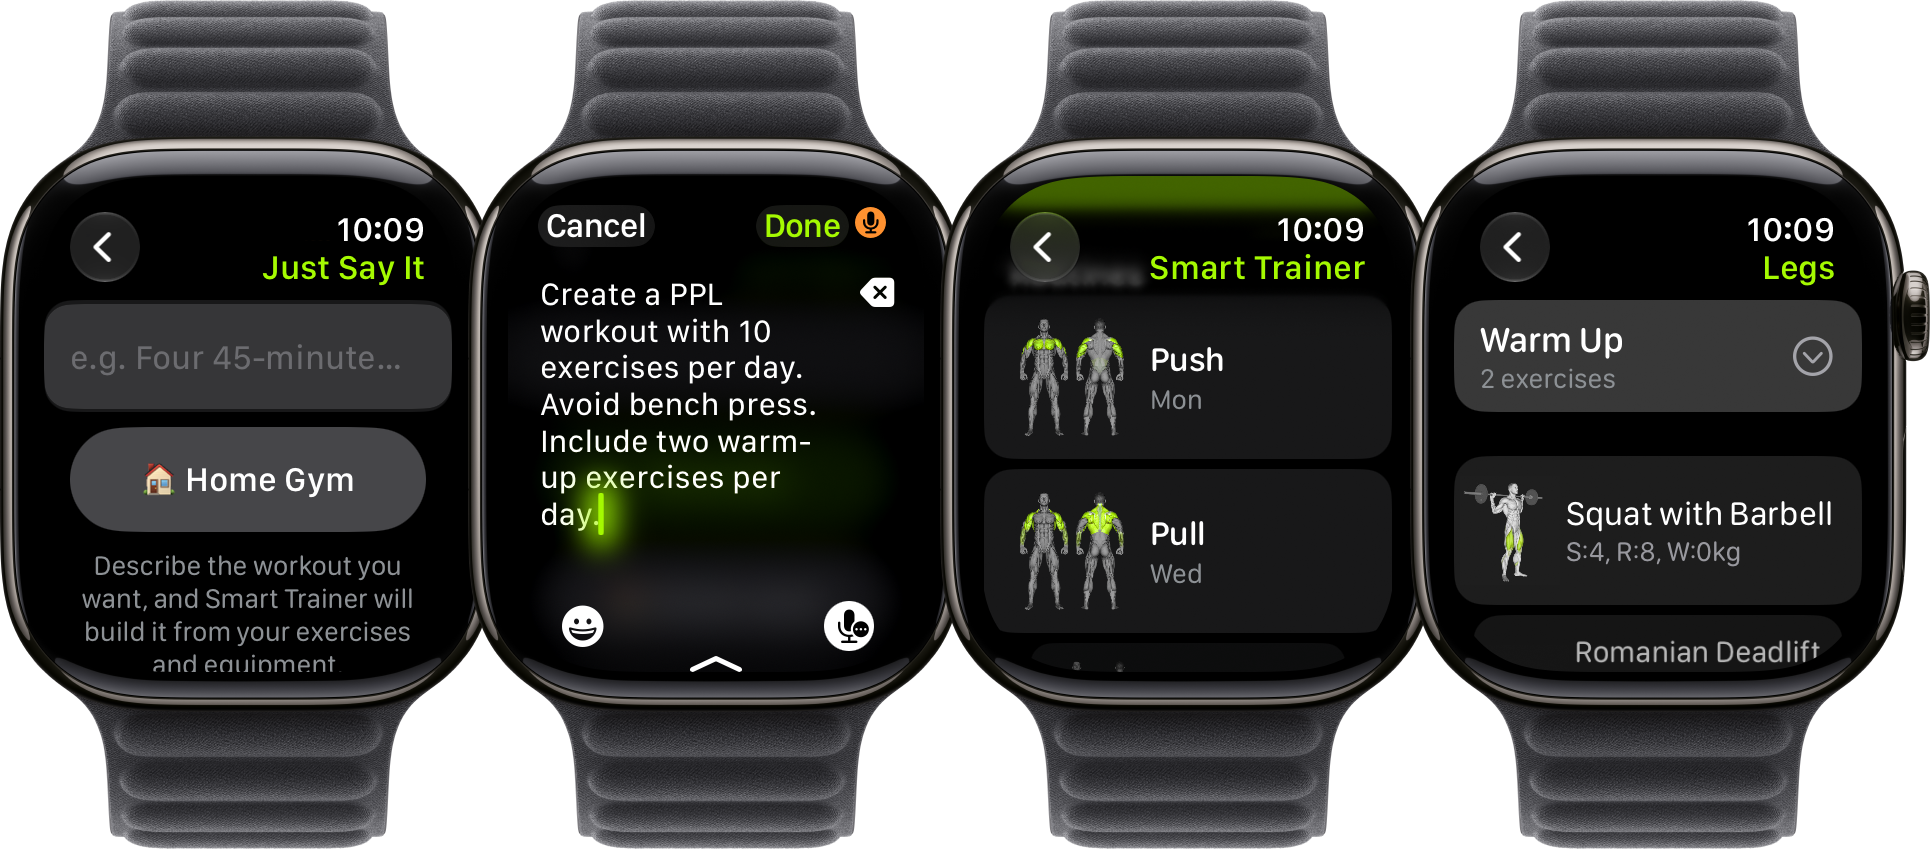 10:09
Just Say It
e.g. Four 45-minute...
🏠 Home Gym
Describe the workout you
want, and Smart Trainer will
build it from your exercises
and equipment.
Cancel
Done
Create a PPL
workout with 10
exercises per day.
Avoid bench press.
Include two warm-
up exercises per
day.
10:09
Smart Trainer
Push
Mon
Pull
Wed
10:09
Legs
Warm Up
2 exercises
Squat with Barbell
S:4, R:8, W:0kg
Romanian Deadlift